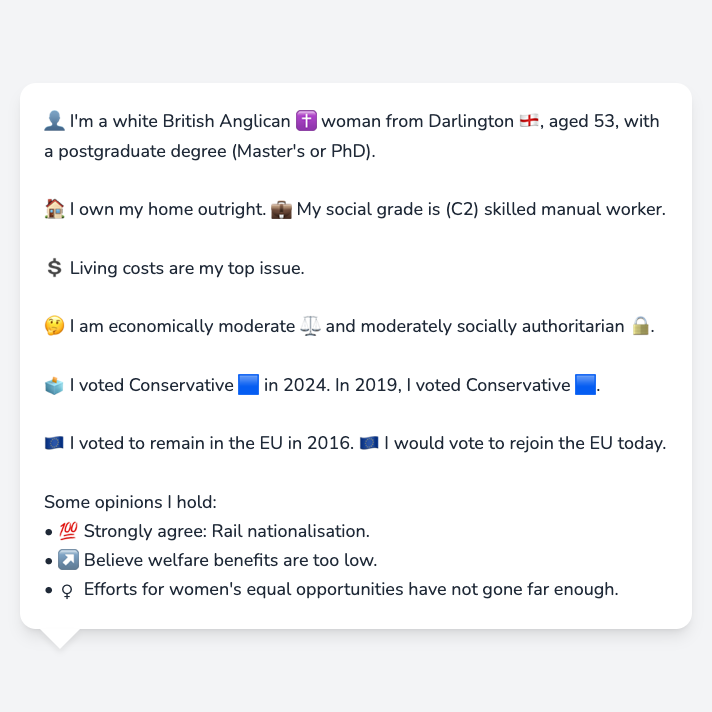 👤 I'm a white British Anglican ✝️ woman from Darlington 🏴󠁧󠁢󠁥󠁮󠁧󠁿, aged 53, with
a postgraduate degree (Master's or PhD).
🏠 I own my home outright. 💼 My social grade is (C2) skilled manual worker.
💲 Living costs are my top issue.
🤔 I am economically moderate ⚖️ and moderately socially authoritarian 🔒.
🗳️ I voted Conservative 🟦 in 2024. In 2019, I voted Conservative 🟦.
🇪🇺 I voted to remain in the EU in 2016. 🇪🇺 I would vote to rejoin the EU today.
Some opinions I hold:
• 💯 Strongly agree: Rail nationalisation.
• ↗️ Believe welfare benefits are too low.
• ♀ Efforts for women's equal opportunities have not gone far enough.